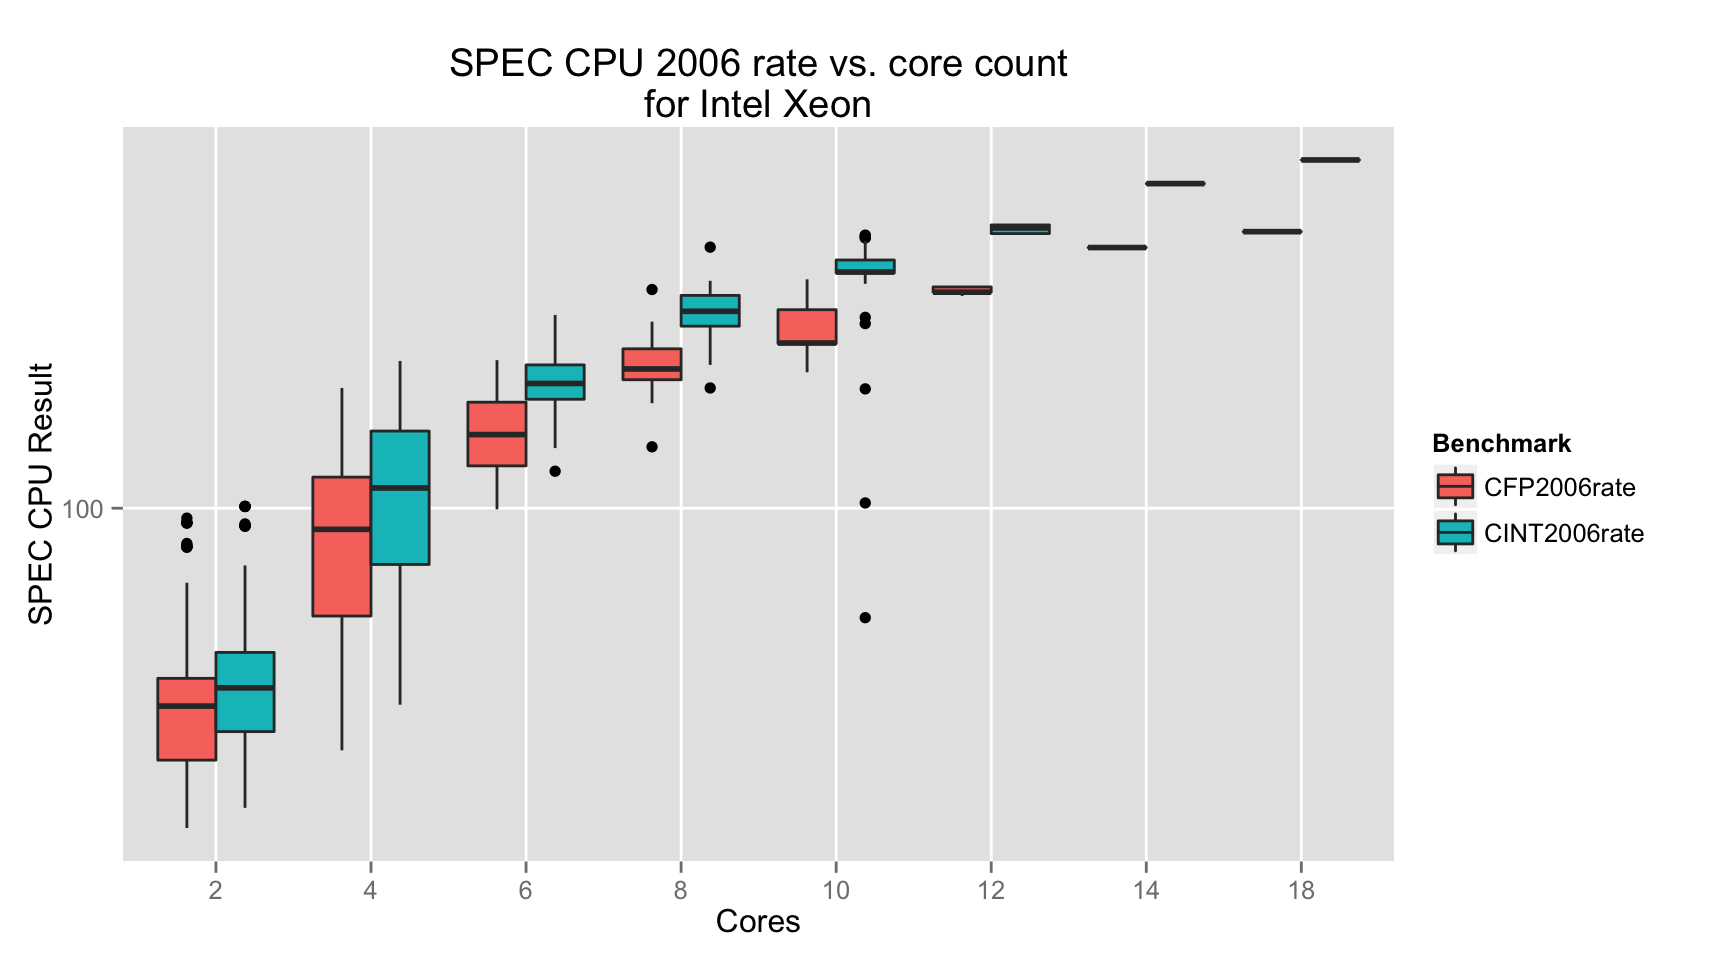 SPEC CPU 2006 rate vs. core count
for Intel Xeon
SPEC CPU Result
100
2 4 6 8 10 12 14 18
Cores
Benchmark
CFP2006rate
CINT2006rate